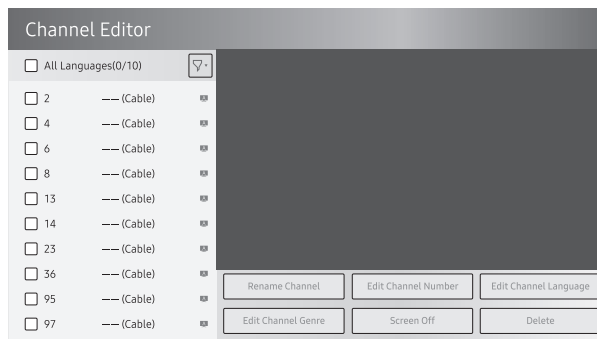 Channel Editor
All Languages(0/10)
2 —— (Cable)
4 —— (Cable)
6 —— (Cable)
8 —— (Cable)
13 —— (Cable)
14 —— (Cable)
23 —— (Cable)
36 —— (Cable)
95 —— (Cable)
97 —— (Cable)
Rename Channel Edit Channel Number Edit Channel Language
Edit Channel Genre Screen Off Delete